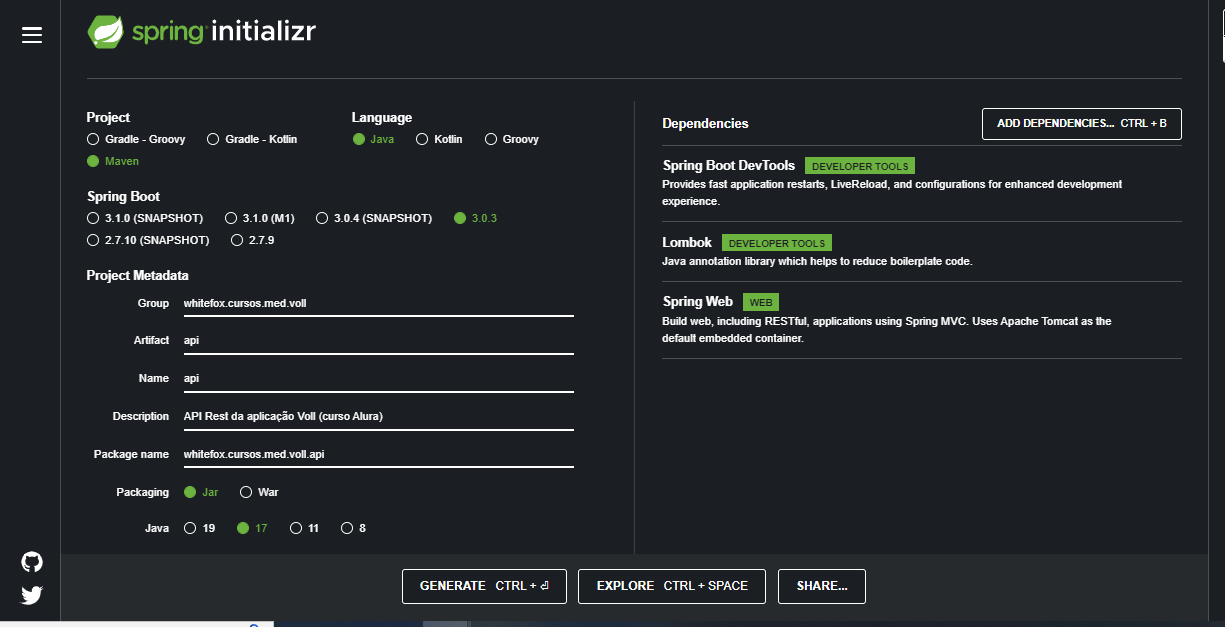 spring initializr
Project
Gradle - Groovy Gradle - Kotlin
Maven
Language
Java Kotlin Groovy
Spring Boot
3.1.0 (SNAPSHOT) 3.1.0 (M1) 3.0.4 (SNAPSHOT) 3.0.3
2.7.10 (SNAPSHOT) 2.7.9
Project Metadata
Group whitefox.cursos.med.voll
Artifact api
Name api
Description API Rest da aplicação Voll (curso Alura)
Package name whitefox.cursos.med.voll.api
Packaging Jar War
Java 19 17 11 8
Dependencies
ADD DEPENDENCIES... CTRL + B
Spring Boot DevTools DEVELOPER TOOLS
Provides fast application restarts, LiveReload, and configurations for enhanced development
experience.
Lombok DEVELOPER TOOLS
Java annotation library which helps to reduce boilerplate code.
Spring Web WEB
Build web, including RESTful, applications using Spring MVC. Uses Apache Tomcat as the
default embedded container.
GENERATE CTRL + ⏎
EXPLORE CTRL + SPACE
SHARE...